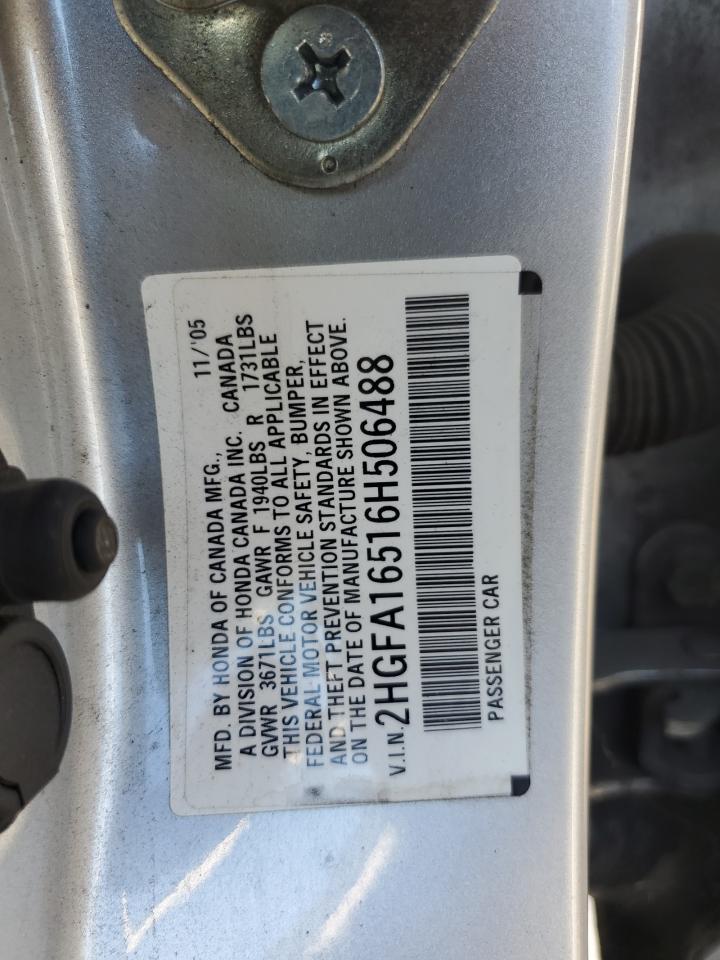 MFD. BY HONDA OF CANADA MFG., 11/'05
A DIVISION OF HONDA CANADA INC. CANADA
GVWR 3671LBS GAWR F 1940LBS R 1731LBS
THIS VEHICLE CONFORMS TO ALL APPLICABLE
FEDERAL MOTOR VEHICLE SAFETY, BUMPER,
AND THEFT PREVENTION STANDARDS IN EFFECT
ON THE DATE OF MANUFACTURE SHOWN ABOVE.
V.I.N. 2HGFA16516H506488
PASSENGER CAR